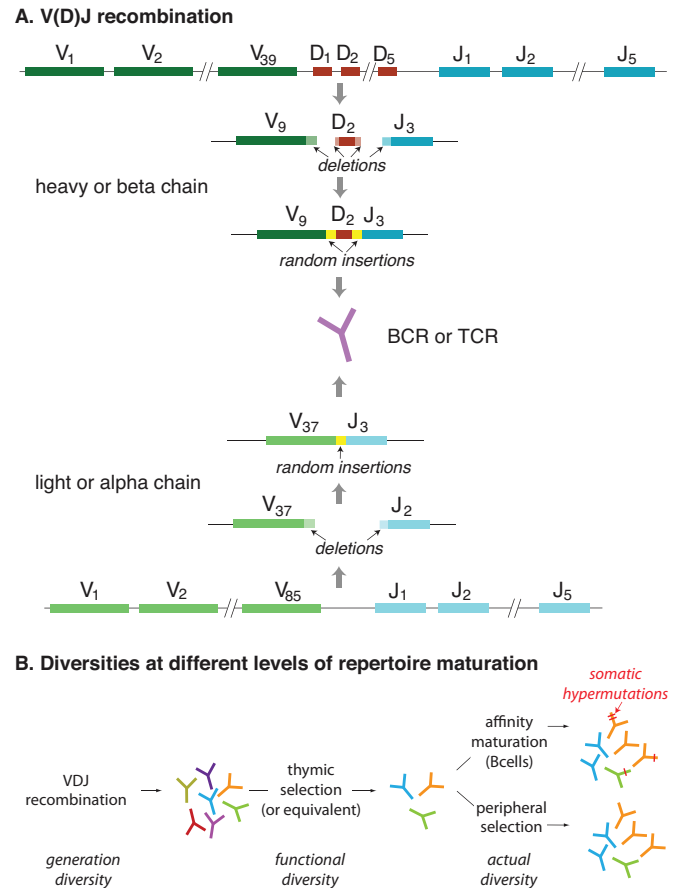 A. V(D)J recombination
V1 V2 V39 D1 D2 D5 J1 J2 J5
V9 D2 J3
deletions
heavy or beta chain
V9 D2 J3
random insertions
BCR or TCR
V37 J3
random insertions
light or alpha chain
V37 J2
deletions
V1 V2 V85 J1 J2 J5
B. Diversities at different levels of repertoire maturation
somatic
hypermutations
affinity
maturation
(Bcells)
VDJ
recombination
thymic
selection
(or equivalent)
peripheral
selection
generation
diversity
functional
diversity
actual
diversity